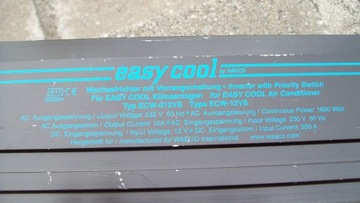 easy cool by WAECO
Wechselrichter mit Vorrangschaltung • Inverter with Priority Switch
Für EASY COOL Klimaanlagen for EASY COOL Air Conditioner
Typ ECW-012VS Type ECW-12VS
AC Ausgangsspannung / Output Voltage: 230 V 50 Hz AC Ausgangsleistung / Continuous Power: 1600 Watt
AC Ausgangsstrom / Output Current: 10A AC Eingangsspannung / Input Voltage: 230 V
DC Eingangsspannung / Input Voltage: 12 V DC Eingangsstrom / Input Current: 200 A
Hergestellt für / manufactured for WAECO International www.waeco.com